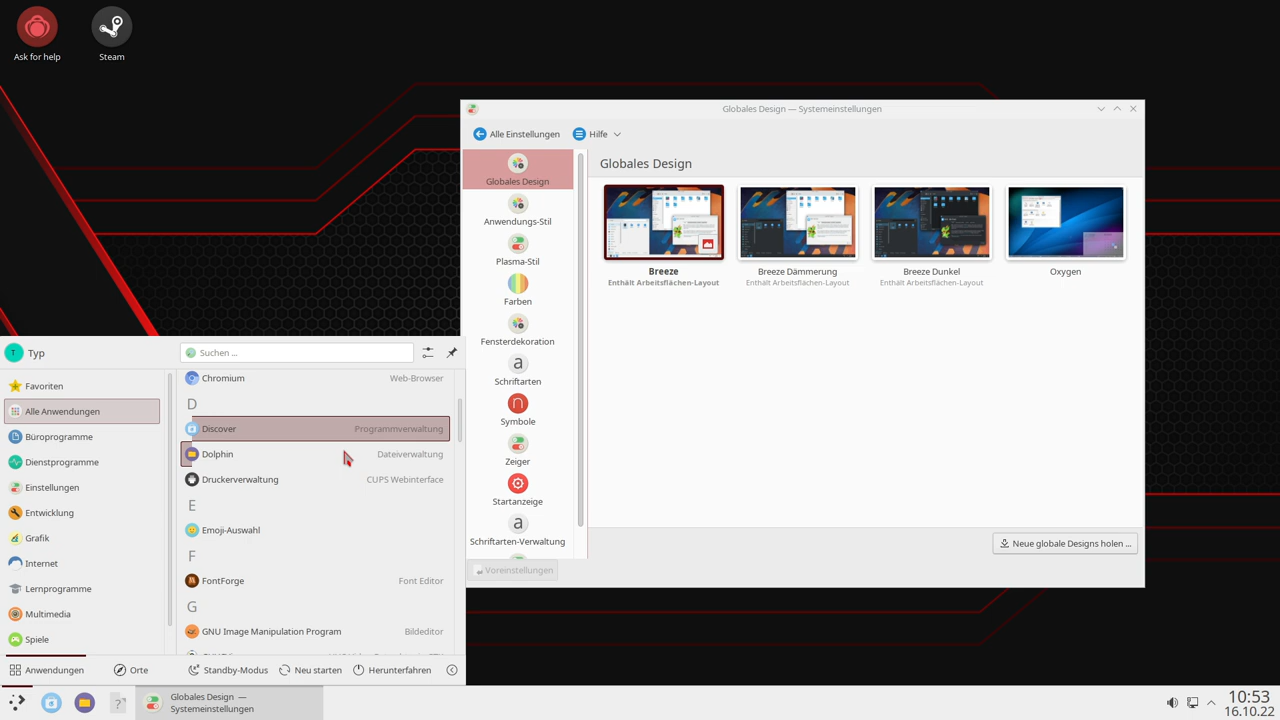 Ask for help
Steam
Globales Design — Systemeinstellungen
Alle Einstellungen
Hilfe
Globales Design
Anwendungs-Stil
Plasma-Stil
Farben
Fensterdekoration
Schriftarten
Symbole
Zeiger
Startanzeige
Schriftarten-Verwaltung
Voreinstellungen
Globales Design
Breeze
Enthält Arbeitsflächen-Layout
Breeze Dämmerung
Enthält Arbeitsflächen-Layout
Breeze Dunkel
Enthält Arbeitsflächen-Layout
Oxygen
Neue globale Designs holen ...
T
Typ
Suchen ...
Favoriten
Alle Anwendungen
Büroprogramme
Dienstprogramme
Einstellungen
Entwicklung
Grafik
Internet
Lernprogramme
Multimedia
Spiele
Chromium Web-Browser
D
Discover Programmverwaltung
Dolphin Dateiverwaltung
Druckerverwaltung CUPS Webinterface
E
Emoji-Auswahl
F
FontForge Font Editor
G
GNU Image Manipulation Program Bildeditor
Anwendungen
Orte
Standby-Modus
Neu starten
Herunterfahren
Globales Design —
Systemeinstellungen
10:53
16.10.22